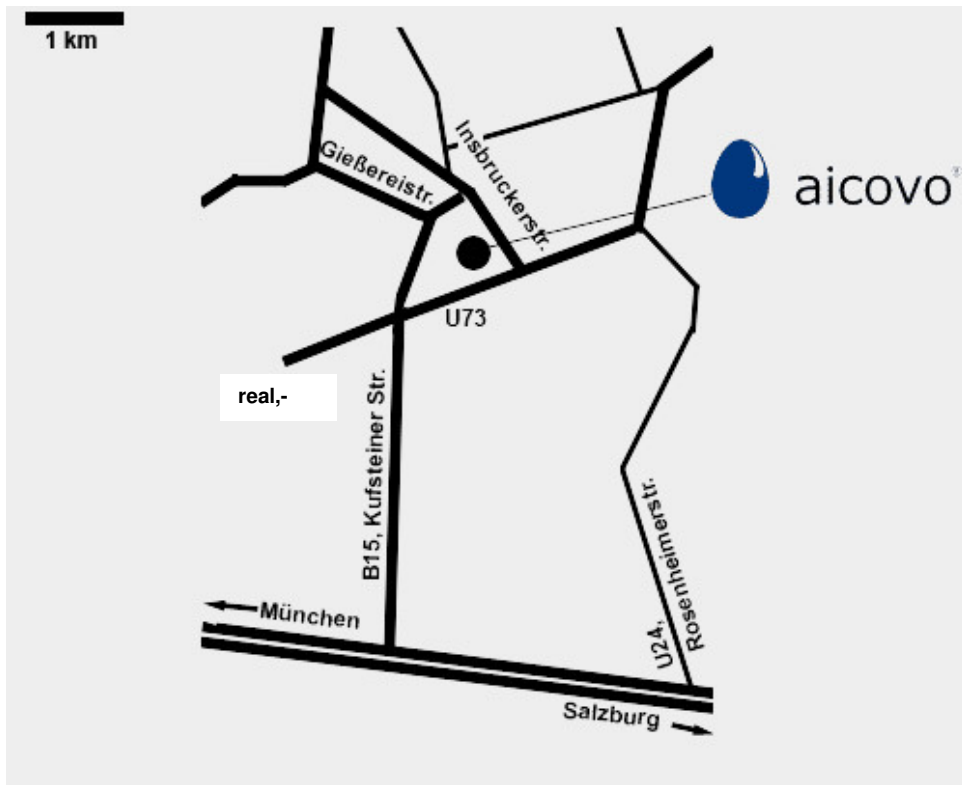 1 km
Gießereistr.
Insbruckerstr.
aicovo®
U73
real,-
B15, Kufsteiner Str.
U24,
Rosenheimerstr.
München
Salzburg